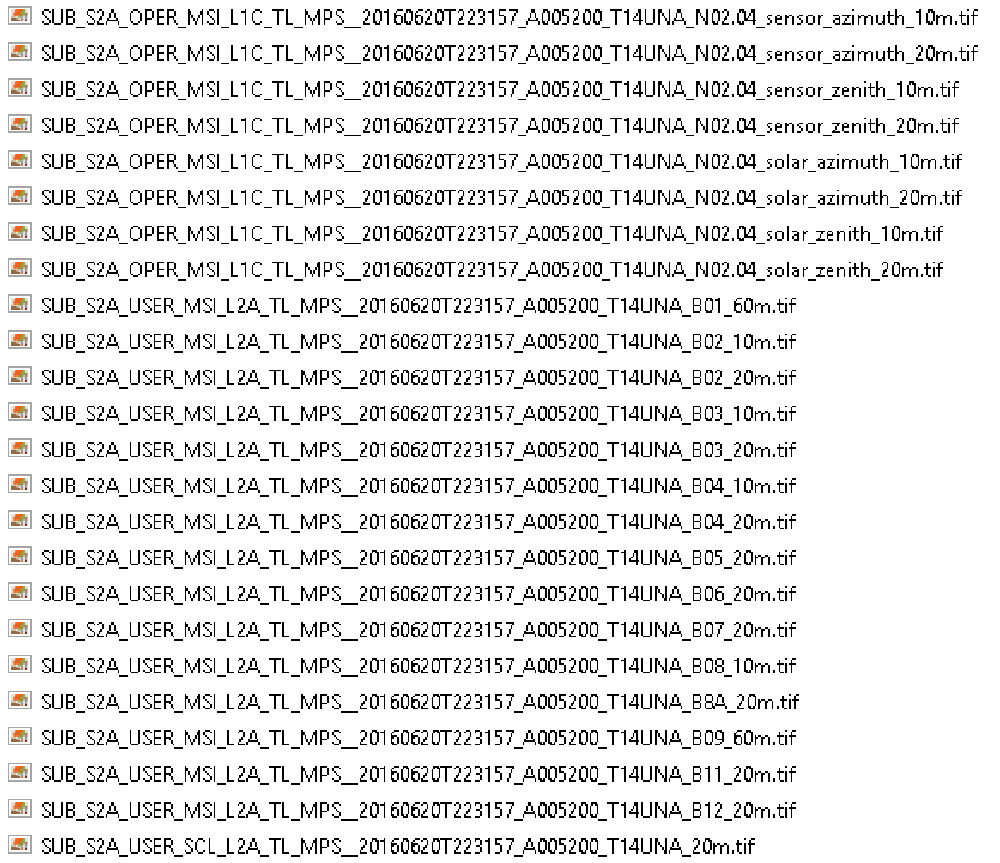 SUB_S2A_OPER_MSI_L1C_TL_MPS__20160620T223157_A005200_T14UNA_N02.04_sensor_azimuth_10m.tif
SUB_S2A_OPER_MSI_L1C_TL_MPS__20160620T223157_A005200_T14UNA_N02.04_sensor_azimuth_20m.tif
SUB_S2A_OPER_MSI_L1C_TL_MPS__20160620T223157_A005200_T14UNA_N02.04_sensor_zenith_10m.tif
SUB_S2A_OPER_MSI_L1C_TL_MPS__20160620T223157_A005200_T14UNA_N02.04_sensor_zenith_20m.tif
SUB_S2A_OPER_MSI_L1C_TL_MPS__20160620T223157_A005200_T14UNA_N02.04_solar_azimuth_10m.tif
SUB_S2A_OPER_MSI_L1C_TL_MPS__20160620T223157_A005200_T14UNA_N02.04_solar_azimuth_20m.tif
SUB_S2A_OPER_MSI_L1C_TL_MPS__20160620T223157_A005200_T14UNA_N02.04_solar_zenith_10m.tif
SUB_S2A_OPER_MSI_L1C_TL_MPS__20160620T223157_A005200_T14UNA_N02.04_solar_zenith_20m.tif
SUB_S2A_USER_MSI_L2A_TL_MPS__20160620T223157_A005200_T14UNA_B01_60m.tif
SUB_S2A_USER_MSI_L2A_TL_MPS__20160620T223157_A005200_T14UNA_B02_10m.tif
SUB_S2A_USER_MSI_L2A_TL_MPS__20160620T223157_A005200_T14UNA_B02_20m.tif
SUB_S2A_USER_MSI_L2A_TL_MPS__20160620T223157_A005200_T14UNA_B03_10m.tif
SUB_S2A_USER_MSI_L2A_TL_MPS__20160620T223157_A005200_T14UNA_B03_20m.tif
SUB_S2A_USER_MSI_L2A_TL_MPS__20160620T223157_A005200_T14UNA_B04_10m.tif
SUB_S2A_USER_MSI_L2A_TL_MPS__20160620T223157_A005200_T14UNA_B04_20m.tif
SUB_S2A_USER_MSI_L2A_TL_MPS__20160620T223157_A005200_T14UNA_B05_20m.tif
SUB_S2A_USER_MSI_L2A_TL_MPS__20160620T223157_A005200_T14UNA_B06_20m.tif
SUB_S2A_USER_MSI_L2A_TL_MPS__20160620T223157_A005200_T14UNA_B07_20m.tif
SUB_S2A_USER_MSI_L2A_TL_MPS__20160620T223157_A005200_T14UNA_B08_10m.tif
SUB_S2A_USER_MSI_L2A_TL_MPS__20160620T223157_A005200_T14UNA_B8A_20m.tif
SUB_S2A_USER_MSI_L2A_TL_MPS__20160620T223157_A005200_T14UNA_B09_60m.tif
SUB_S2A_USER_MSI_L2A_TL_MPS__20160620T223157_A005200_T14UNA_B11_20m.tif
SUB_S2A_USER_MSI_L2A_TL_MPS__20160620T223157_A005200_T14UNA_B12_20m.tif
SUB_S2A_USER_SCL_L2A_TL_MPS__20160620T223157_A005200_T14UNA_20m.tif